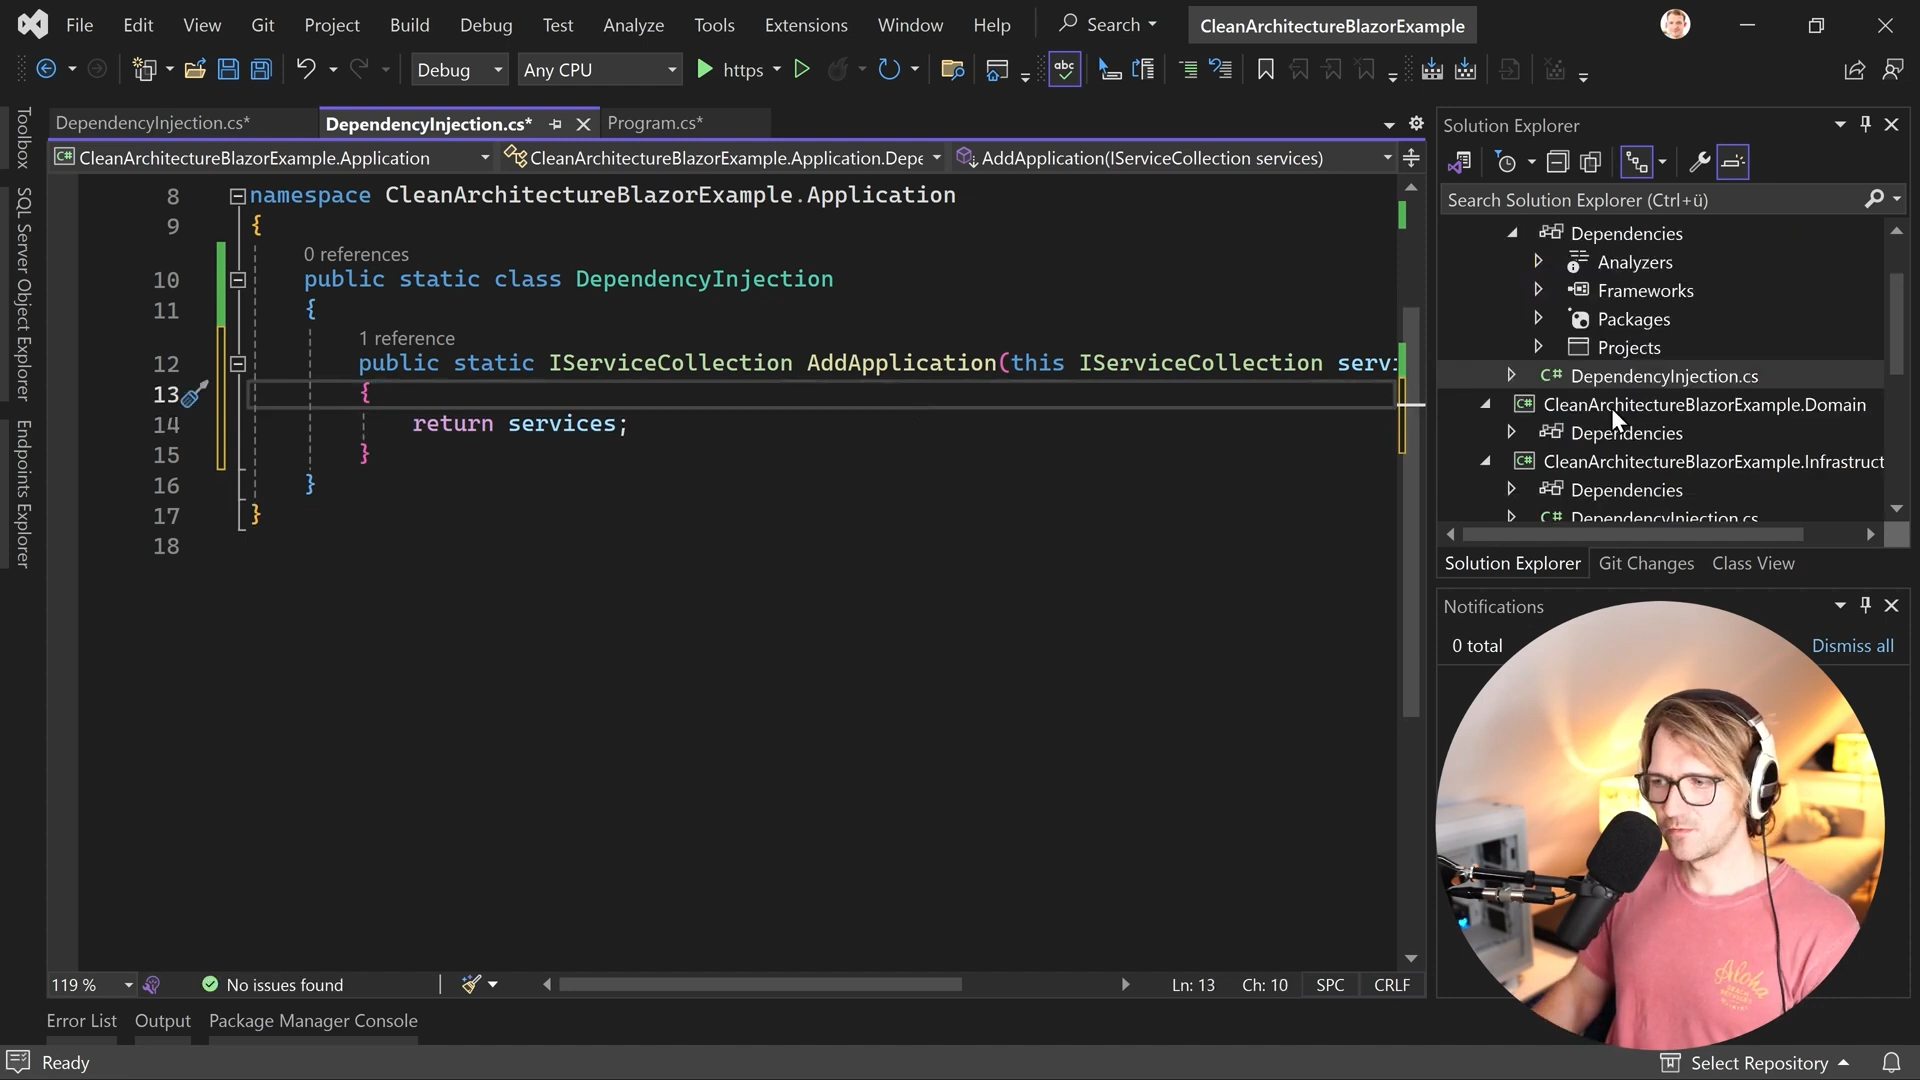 File Edit View Git Project Build Debug Test Analyze Tools Extensions Window Help Search CleanArchitectureBlazorExample
Debug Any CPU https abc
Toolbox
SQL Server Object Explorer
Endpoints Explorer
DependencyInjection.cs* DependencyInjection.cs* Program.cs*
C# CleanArchitectureBlazorExample.Application CleanArchitectureBlazorExample.Application.Depe AddApplication(IServiceCollection services)
8 namespace CleanArchitectureBlazorExample.Application
9 {
0 references
10 public static class DependencyInjection
11 {
1 reference
12 public static IServiceCollection AddApplication(this IServiceCollection servi
13 {
14 return services;
15 }
16 }
17 }
18
119 % No issues found Ln: 13 Ch: 10 SPC CRLF
Error List Output Package Manager Console
Ready Select Repository
Solution Explorer
Search Solution Explorer (Ctrl+ü)
Dependencies
Analyzers
Frameworks
Packages
Projects
C# DependencyInjection.cs
C# CleanArchitectureBlazorExample.Domain
Dependencies
C# CleanArchitectureBlazorExample.Infrastruct
Dependencies
C# DependencyInjection.cs
Solution Explorer Git Changes Class View
Notifications
0 total Dismiss all
Aloha